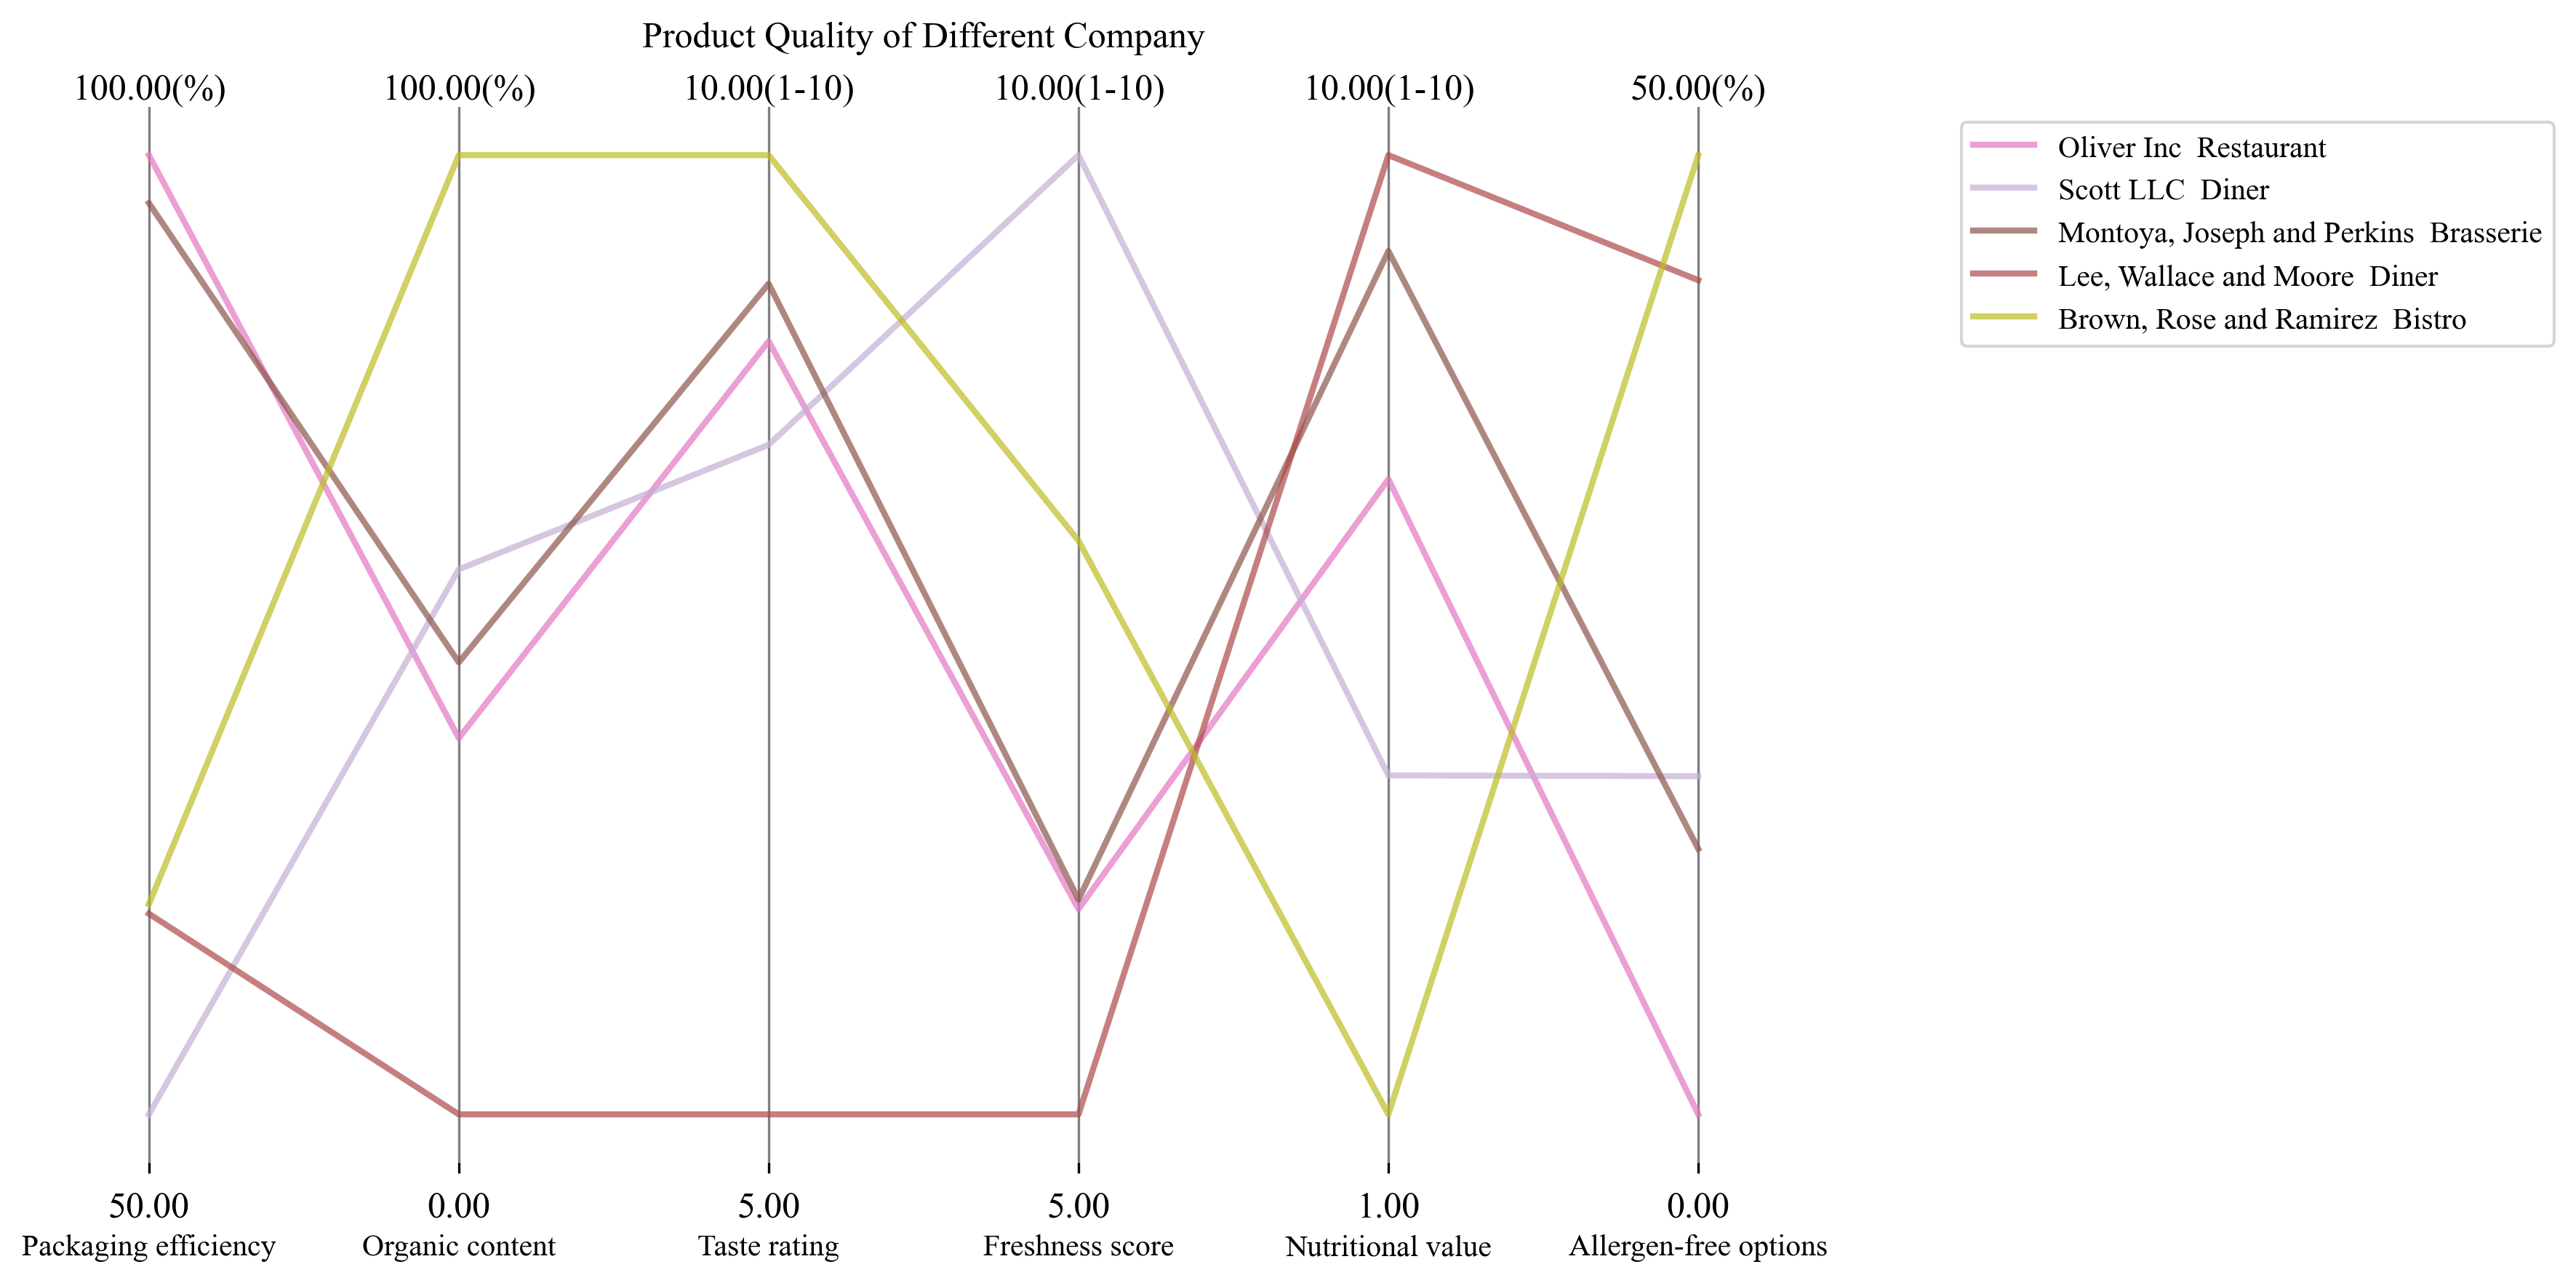 Product Quality of Different Company
100.00(%) 100.00(%) 10.00(1-10) 10.00(1-10) 10.00(1-10) 50.00(%)
Oliver Inc  Restaurant
Scott LLC  Diner
Montoya, Joseph and Perkins  Brasserie
Lee, Wallace and Moore  Diner
Brown, Rose and Ramirez  Bistro
50.00 0.00 5.00 5.00 1.00 0.00
Packaging efficiency Organic content Taste rating Freshness score Nutritional value Allergen-free options